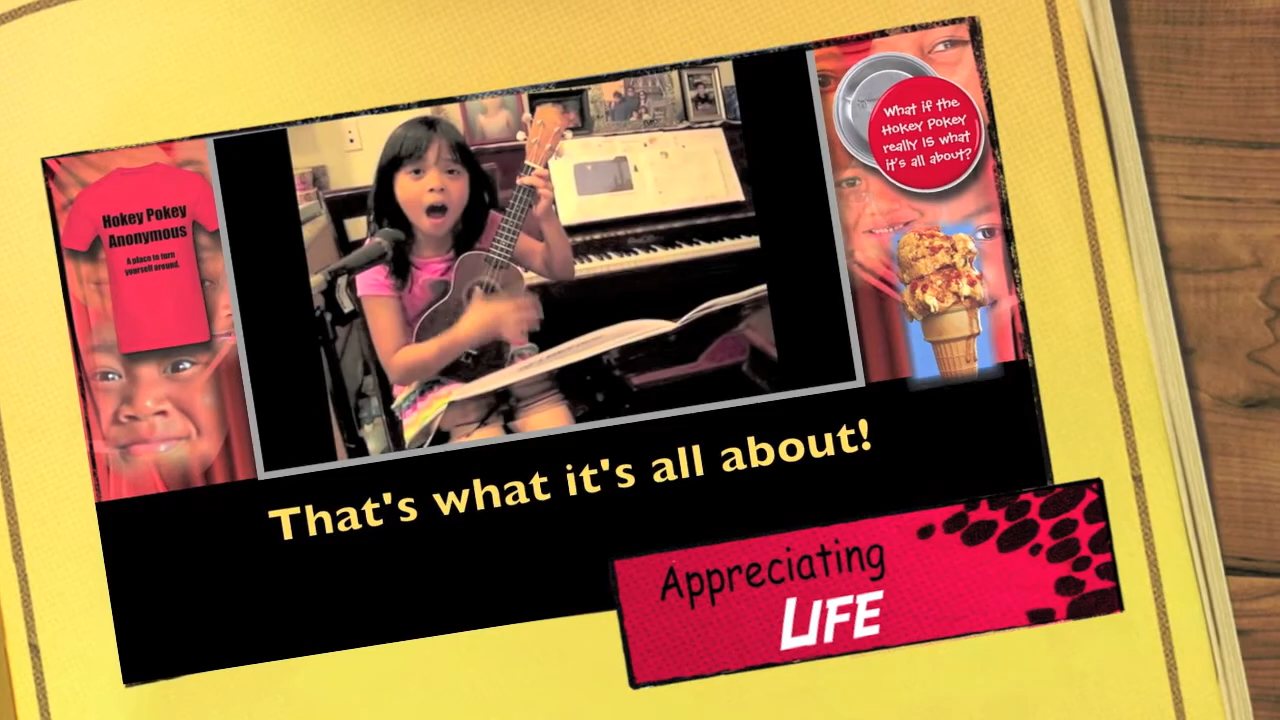 Hokey Pokey
Anonymous
A place to turn
yourself around.
What if the
Hokey Pokey
really IS what
it's all about?
That's what it's all about!
Appreciating
LIFE